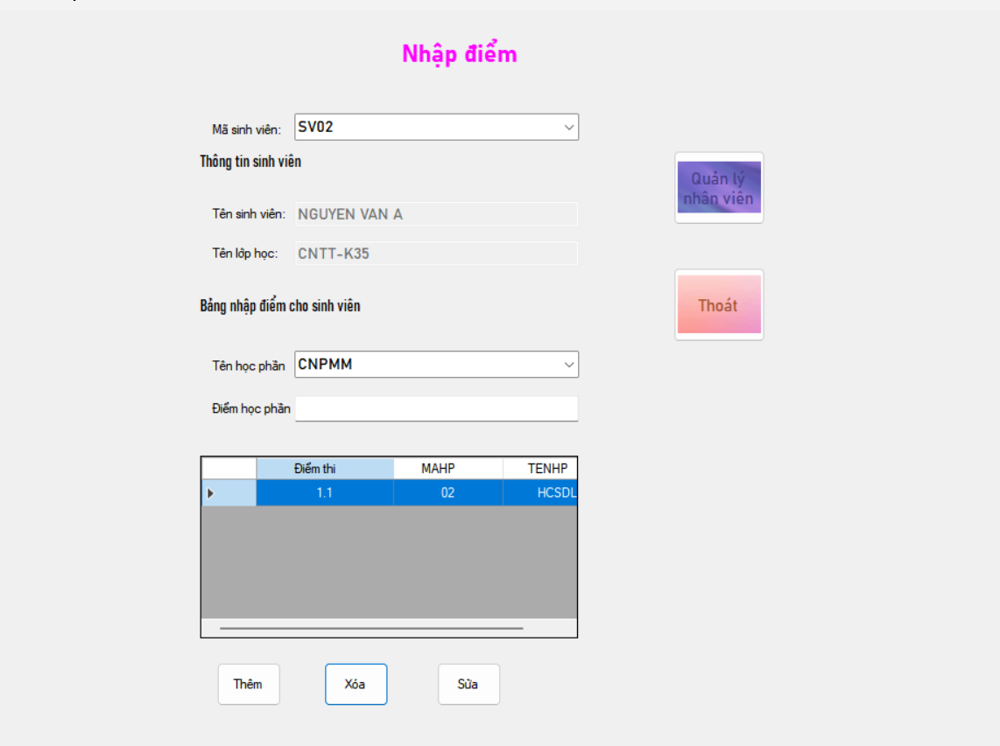 Nhập điểm
Mã sinh viên: SV02
Thông tin sinh viên
Quản lý
nhân viên
Tên sinh viên: NGUYEN VAN A
Tên lôp học: CNTT-K35
Bảng nhập điểm cho sinh viên
Thoát
Tên học phần CNPMM
Điểm học phần
Điểm thi MAHP TENHP
1.1 02 HCSDL
Thêm Xóa Sửa